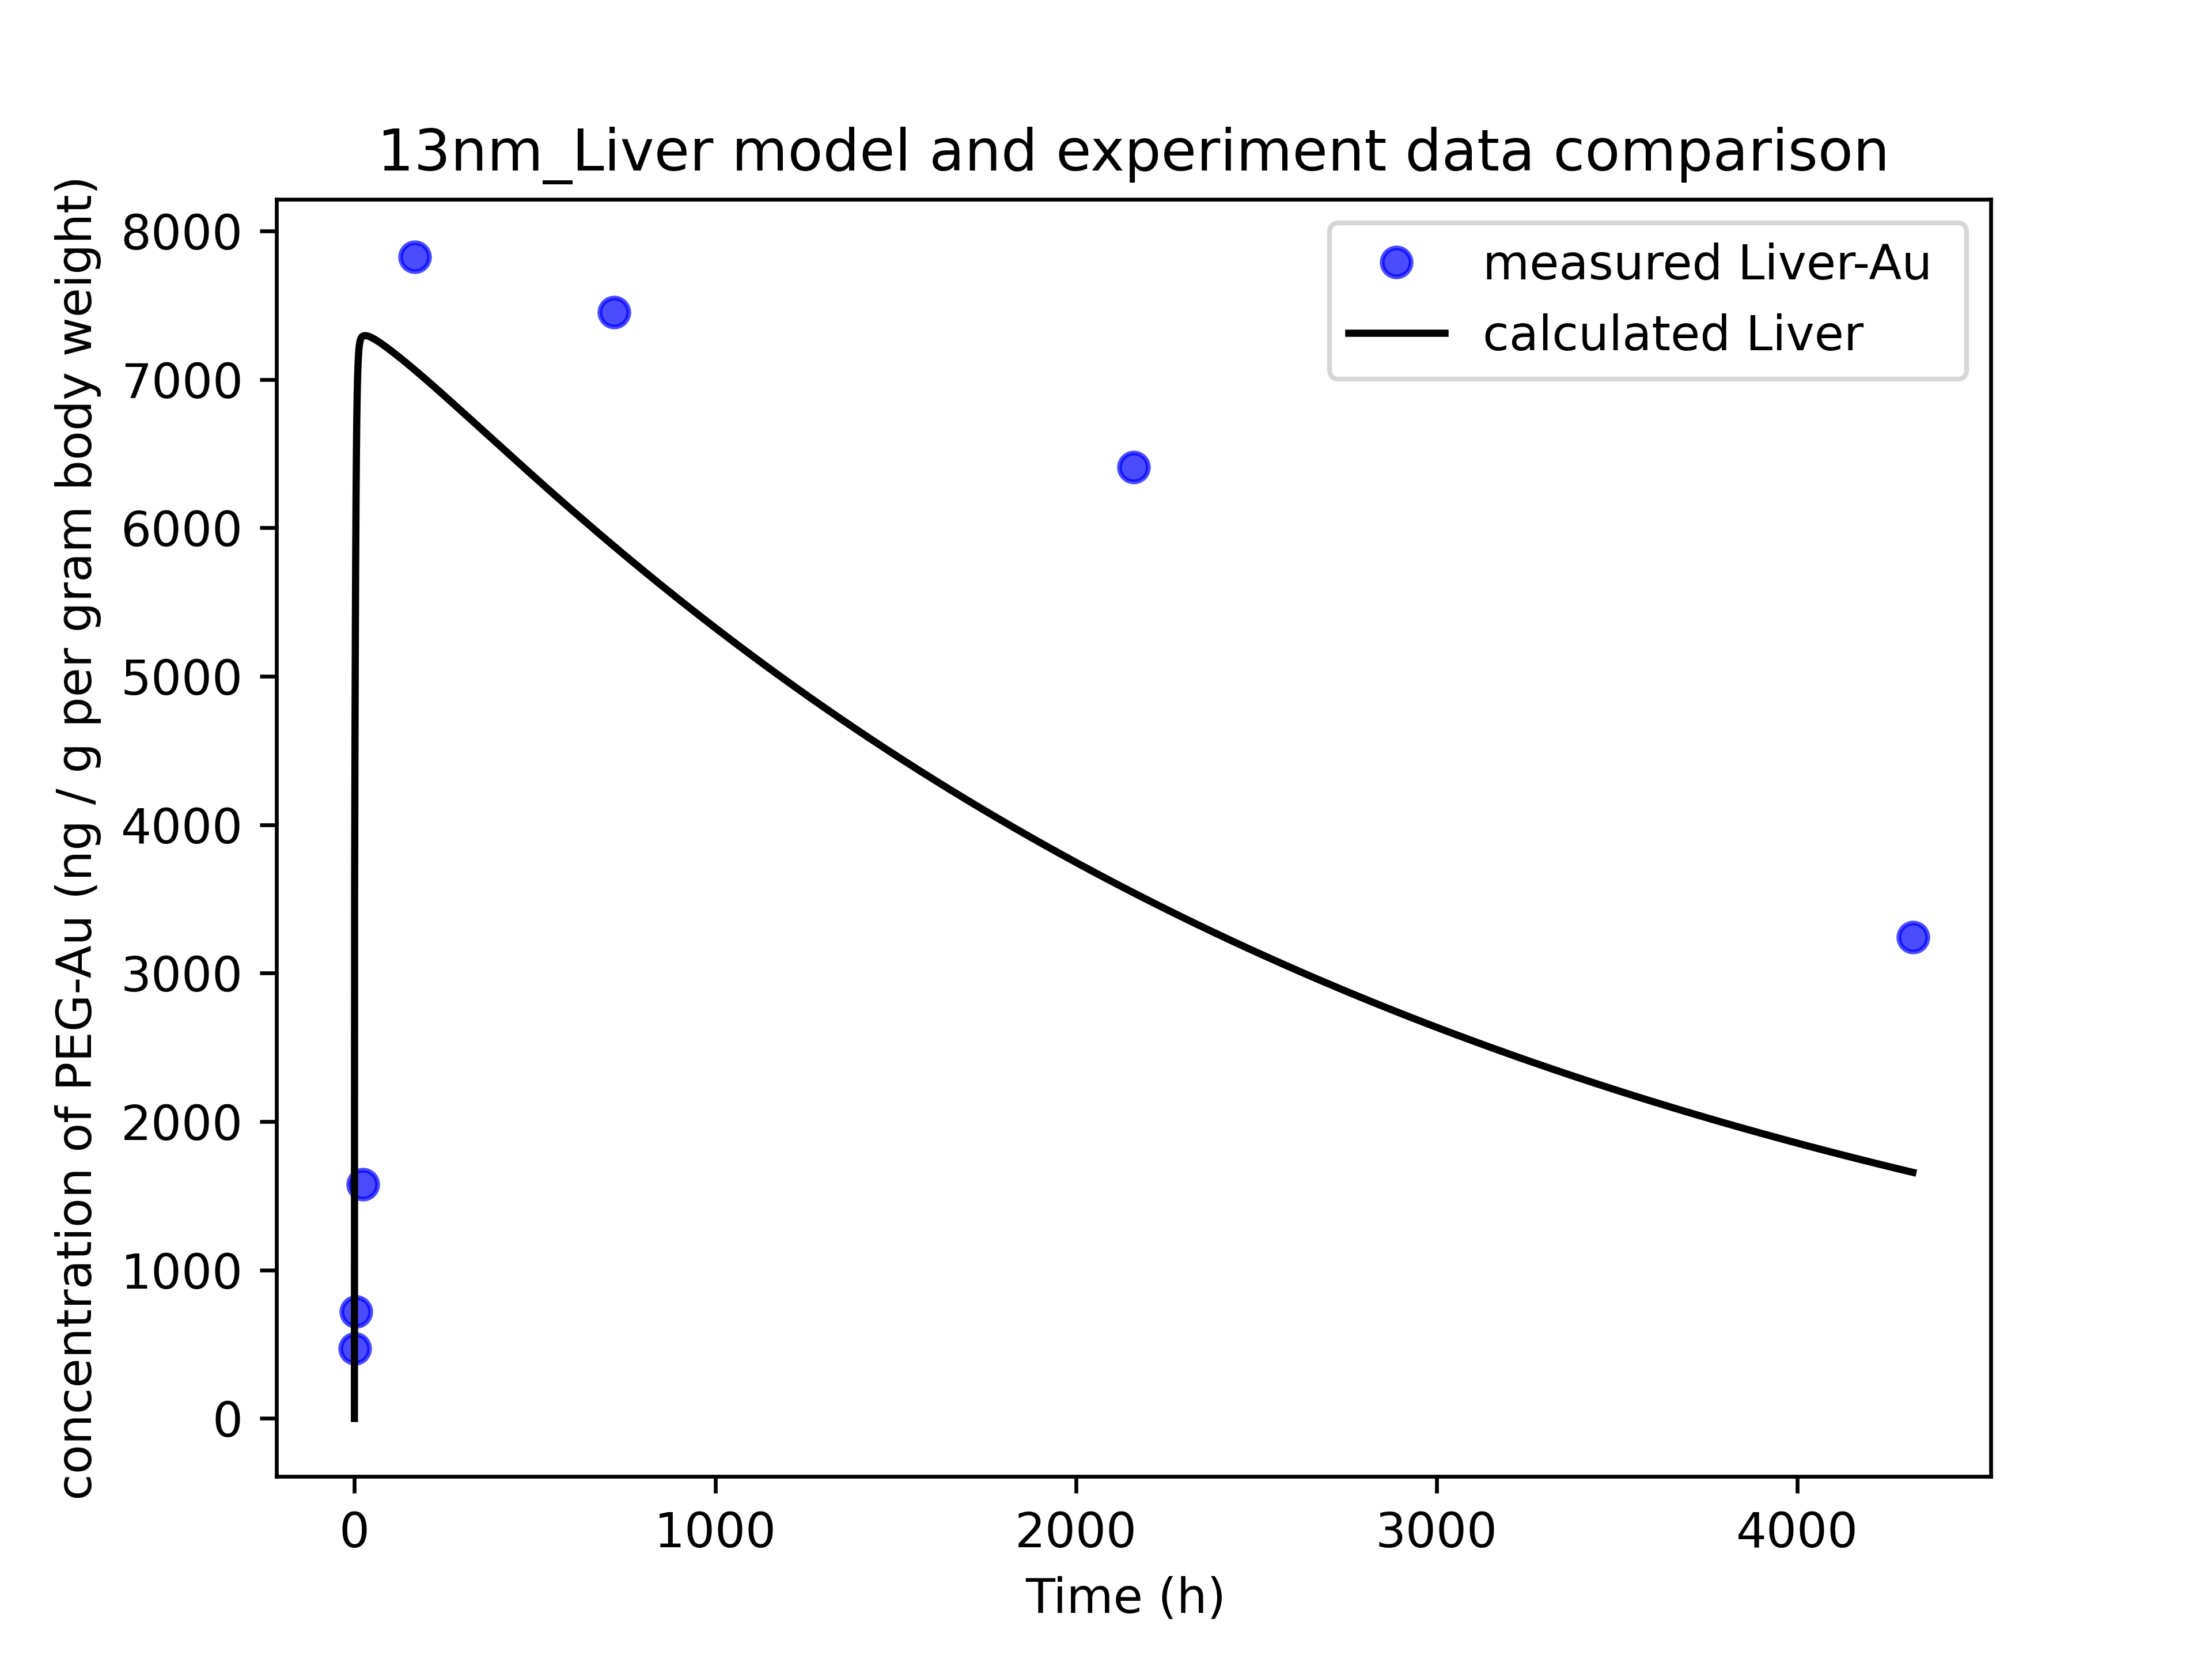 13nm_Liver model and experiment data comparison
concentration of PEG-Au (ng / g per gram body weight)
8000
7000
6000
5000
4000
3000
2000
1000
0
measured Liver-Au
calculated Liver
0 1000 2000 3000 4000
Time (h)